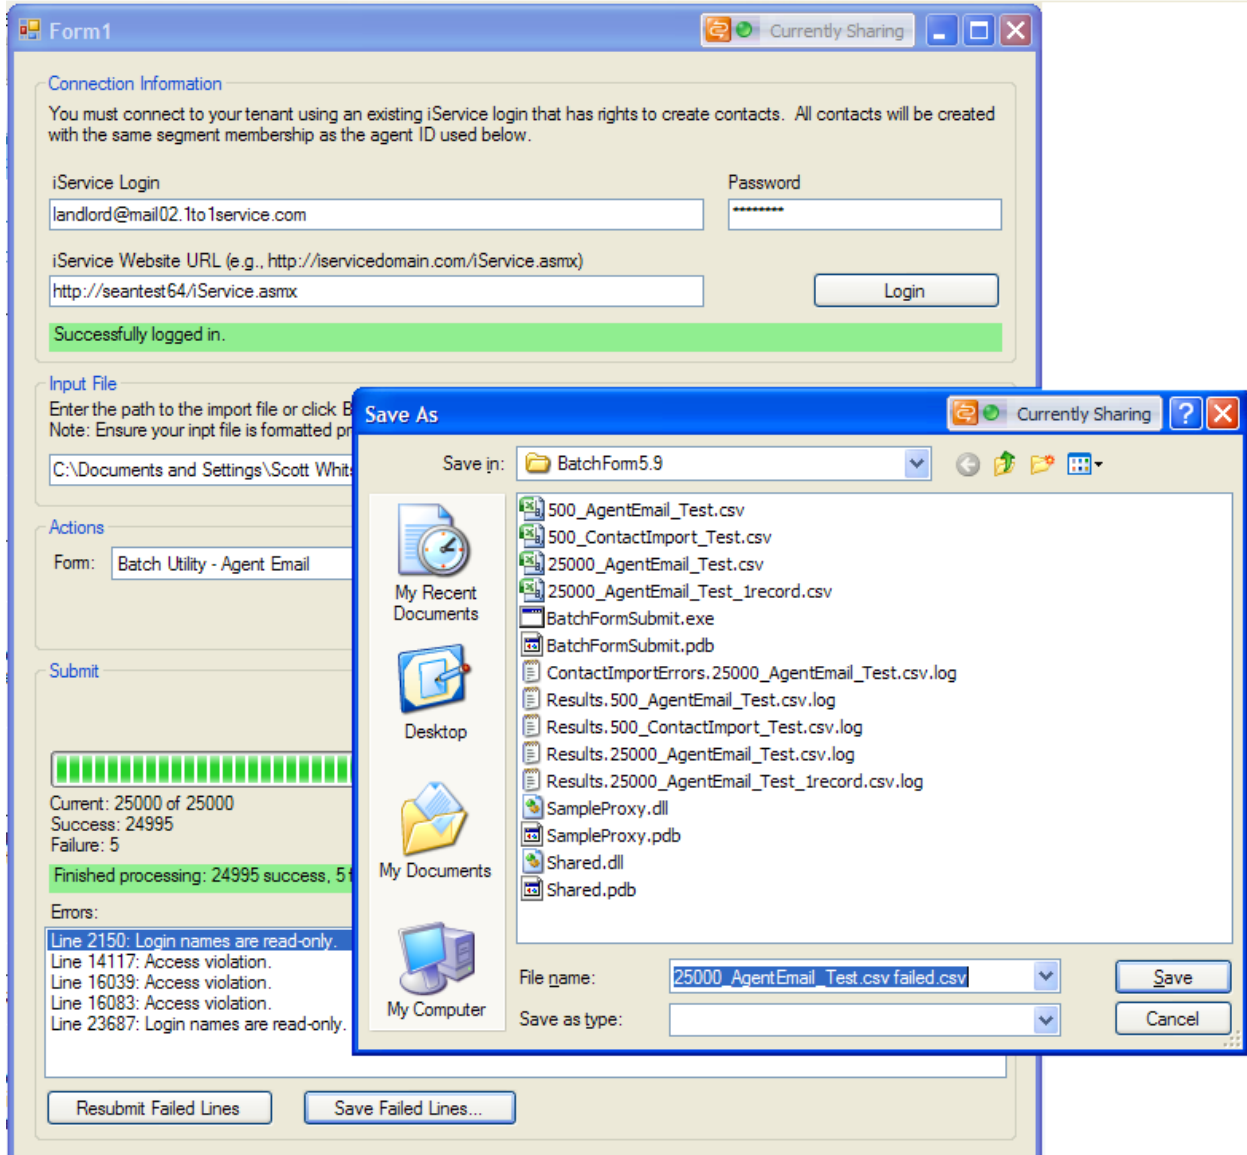 Form1
Currently Sharing
Connection Information
You must connect to your tenant using an existing iService login that has rights to create contacts.  All contacts will be created
with the same segment membership as the agent ID used below.
iService Login
Password
landlord@mail02.1to1service.com
********
iService Website URL (e.g., http://iservicedomain.com/iService.asmx)
http://seantest64/iService.asmx
Login
Successfully logged in.
Input File
Enter the path to the import file or click B
Note: Ensure your inpt file is formatted pr
C:\Documents and Settings\Scott Whits
Actions
Form:
Batch Utility - Agent Email
Submit
Current: 25000 of 25000
Success: 24995
Failure: 5
Finished processing: 24995 success, 5 f
Errors:
Line 2150: Login names are read-only.
Line 14117: Access violation.
Line 16039: Access violation.
Line 16083: Access violation.
Line 23687: Login names are read-only.
Resubmit Failed Lines
Save Failed Lines...
Save As
Currently Sharing
Save in:
BatchForm5.9
My Recent
Documents
Desktop
My Documents
My Computer
500_AgentEmail_Test.csv
500_ContactImport_Test.csv
25000_AgentEmail_Test.csv
25000_AgentEmail_Test_1record.csv
BatchFormSubmit.exe
BatchFormSubmit.pdb
ContactImportErrors.25000_AgentEmail_Test.csv.log
Results.500_AgentEmail_Test.csv.log
Results.500_ContactImport_Test.csv.log
Results.25000_AgentEmail_Test.csv.log
Results.25000_AgentEmail_Test_1record.csv.log
SampleProxy.dll
SampleProxy.pdb
Shared.dll
Shared.pdb
File name:
25000_AgentEmail_Test.csv failed.csv
Save
Save as type:
Cancel